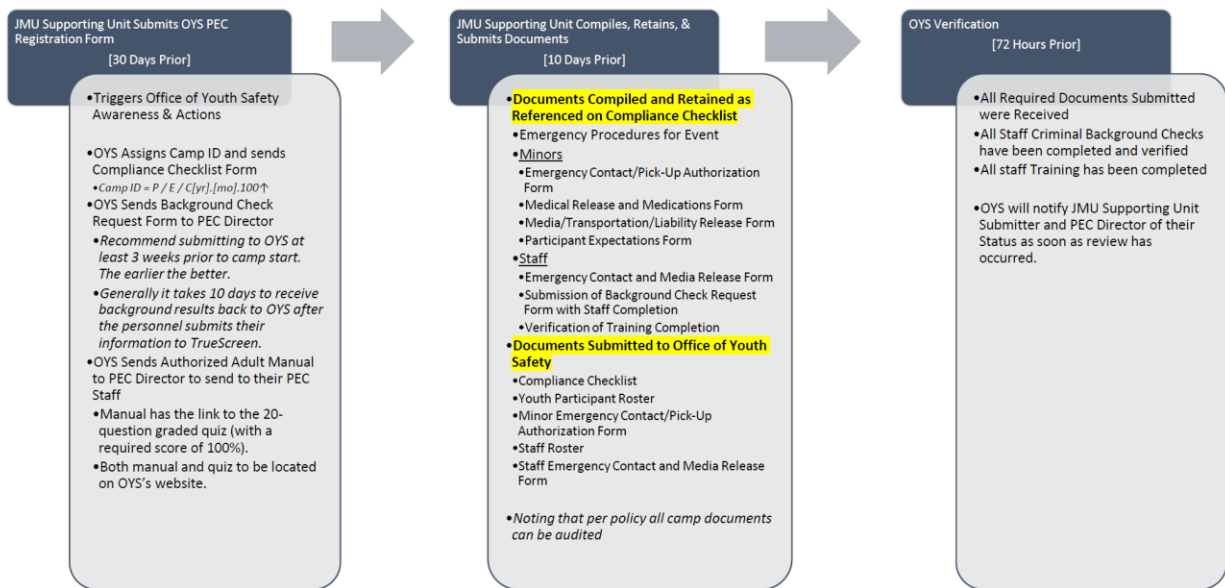 JMU Supporting Unit Submits OYS PEC
Registration Form
[30 Days Prior]
•Triggers Office of Youth Safety
Awareness & Actions
•OYS Assigns Camp ID and sends
Compliance Checklist Form
•Camp ID = P / E / C[yr].[mo].100↑
•OYS Sends Background Check
Request Form to PEC Director
•Recommend submitting to OYS at
least 3 weeks prior to camp start.
The earlier the better.
•Generally it takes 10 days to receive
background results back to OYS after
the personnel submits their
information to TrueScreen.
•OYS Sends Authorized Adult Manual
to PEC Director to send to their PEC
Staff
•Manual has the link to the 20-
question graded quiz (with a
required score of 100%).
•Both manual and quiz to be located
on OYS's website.
JMU Supporting Unit Compiles, Retains, &
Submits Documents
[10 Days Prior]
•Documents Compiled and Retained as
Referenced on Compliance Checklist
•Emergency Procedures for Event
•Minors
•Emergency Contact/Pick-Up Authorization
Form
•Medical Release and Medications Form
•Media/Transportation/Liability Release Form
•Participant Expectations Form
•Staff
•Emergency Contact and Media Release Form
•Submission of Background Check Request
Form with Staff Completion
•Verification of Training Completion
•Documents Submitted to Office of Youth
Safety
•Compliance Checklist
•Youth Participant Roster
•Minor Emergency Contact/Pick-Up
Authorization Form
•Staff Roster
•Staff Emergency Contact and Media Release
Form
•Noting that per policy all camp documents
can be audited
OYS Verification
[72 Hours Prior]
•All Required Documents Submitted
were Received
•All Staff Criminal Background Checks
have been completed and verified
•All staff Training has been completed
•OYS will notify JMU Supporting Unit
Submitter and PEC Director of their
Status as soon as review has
occurred.